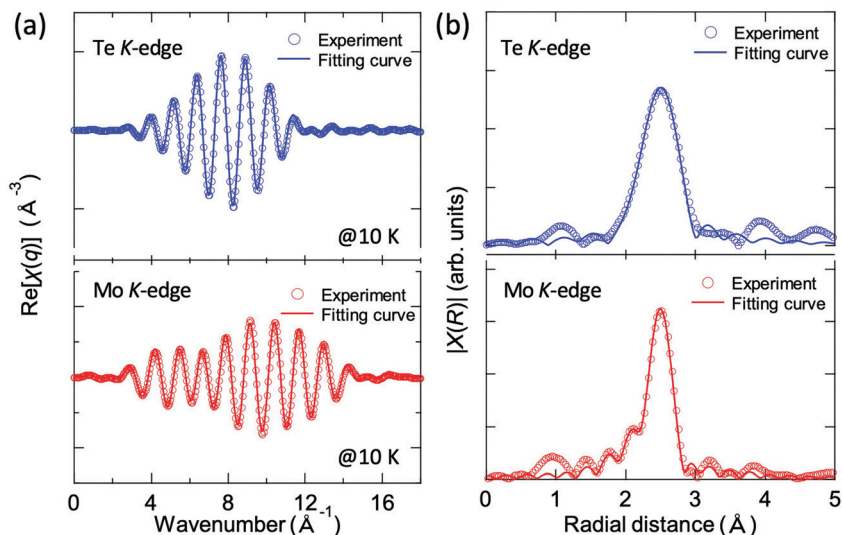 (a)
Te K-edge
Experiment
Fitting curve
@10 K
Mo K-edge
Experiment
Fitting curve
@10 K
Re[χ(q)] (Å⁻³)
0 4 8 12 16
Wavenumber (Å⁻¹)
(b)
Te K-edge
Experiment
Fitting curve
Mo K-edge
Experiment
Fitting curve
|X(R)| (arb. units)
0 1 2 3 4 5
Radial distance (Å)